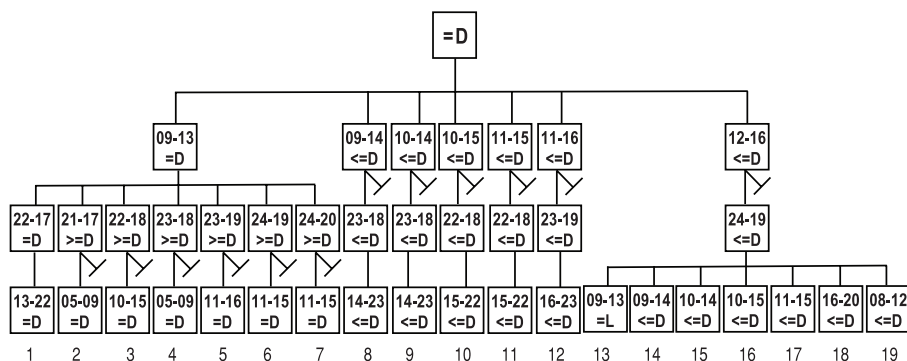 =D
09-13 09-14 10-14 10-15 11-15 11-16 12-16
=D <=D <=D <=D <=D <=D <=D
22-17 21-17 22-18 23-18 23-19 24-19 24-20 23-18 23-18 22-18 22-18 23-19 24-19
=D >=D >=D >=D >=D >=D >=D <=D <=D <=D <=D <=D <=D
13-22 05-09 10-15 05-09 11-16 11-15 11-15 14-23 14-23 15-22 15-22 16-23 09-13 09-14 10-14 10-15 11-15 16-20 08-12
=D =D =D =D =D =D =D <=D <=D <=D <=D <=D =L <=D <=D <=D <=D <=D <=D
1 2 3 4 5 6 7 8 9 10 11 12 13 14 15 16 17 18 19